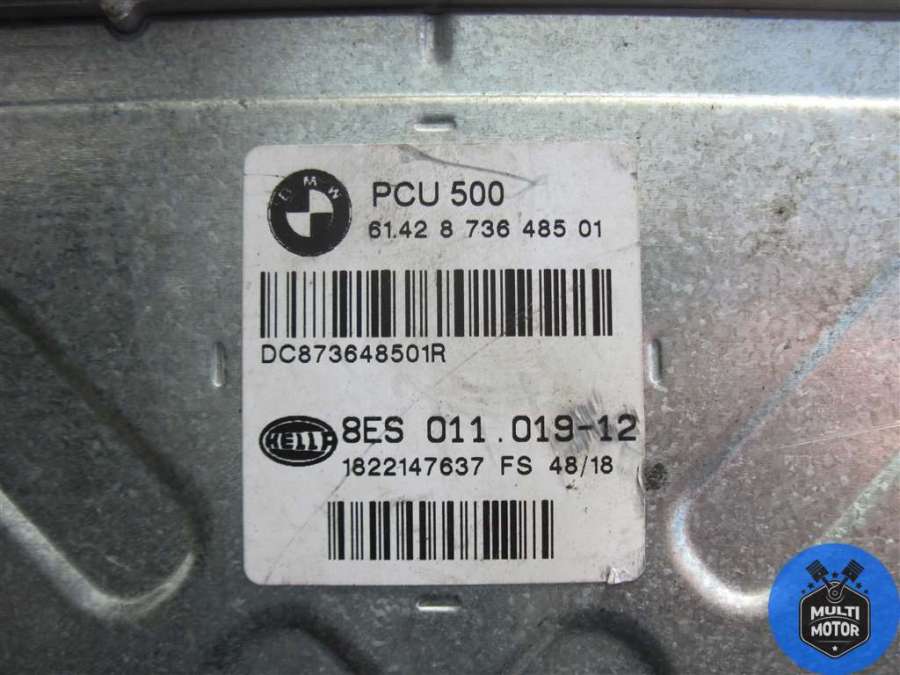 BMW
PCU 500
61.42 8 736 485 01
DC873648501R
HELLA
8ES 011.019-12
1822147637 FS 48/18
MULTI
MOTOR